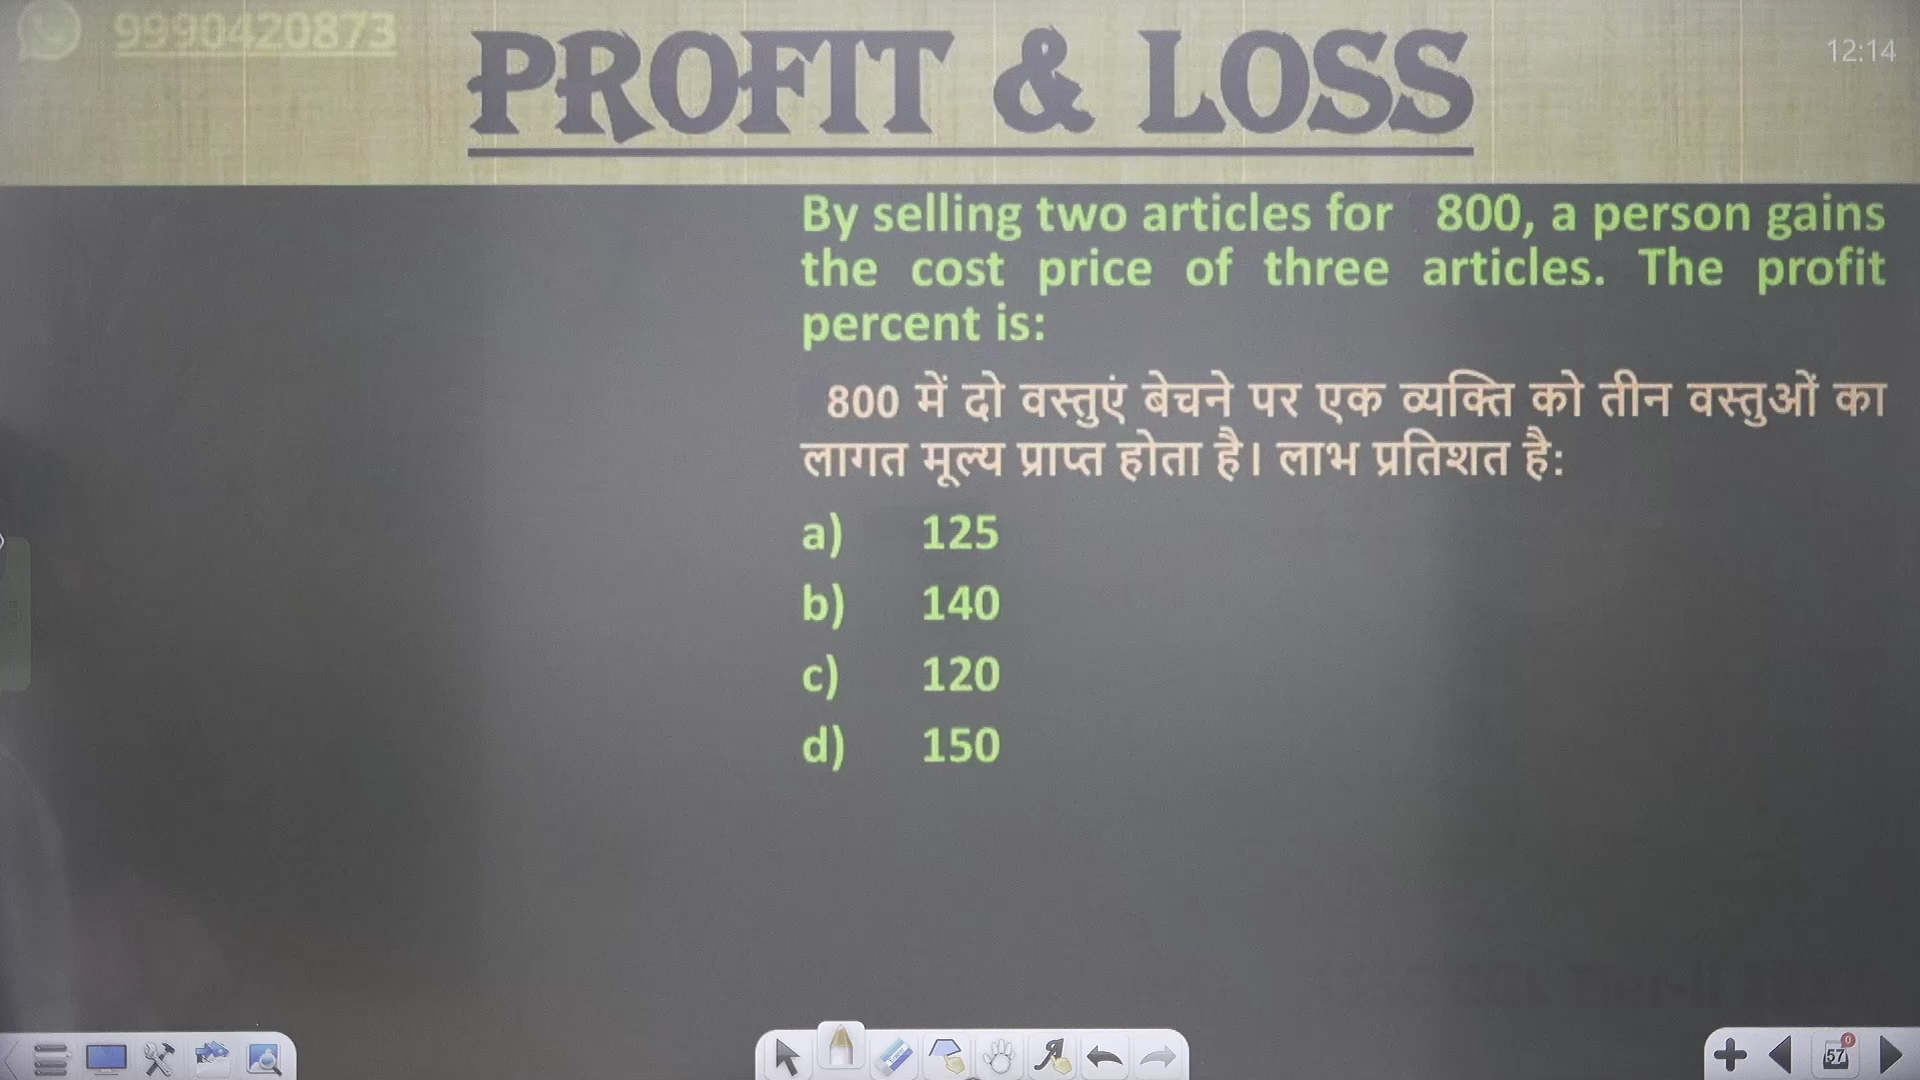 9990420873
PROFIT & LOSS
12:14
By selling two articles for 800, a person gains
the cost price of three articles. The profit
percent is:
800 में दो वस्तुएं बेचने पर एक व्यक्ति को तीन वस्तुओं का
लागत मूल्य प्राप्त होता है। लाभ प्रतिशत है:
a) 125
b) 140
c) 120
d) 150
57
0